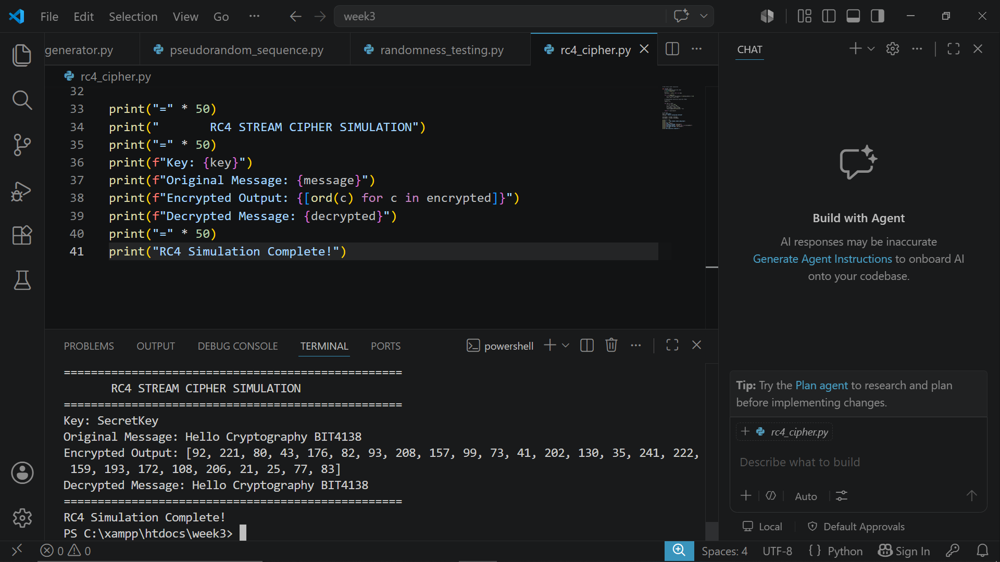 File Edit Selection View Go
week3
generator.py
pseudorandom_sequence.py
randomness_testing.py
rc4_cipher.py
CHAT
rc4_cipher.py
32
33 print("=" * 50)
34 print("       RC4 STREAM CIPHER SIMULATION")
35 print("=" * 50)
36 print(f"Key: {key}")
37 print(f"Original Message: {message}")
38 print(f"Encrypted Output: {[ord(c) for c in encrypted]}")
39 print(f"Decrypted Message: {decrypted}")
40 print("=" * 50)
41 print("RC4 Simulation Complete!")
PROBLEMS OUTPUT DEBUG CONSOLE TERMINAL PORTS
powershell
==================================================
       RC4 STREAM CIPHER SIMULATION
==================================================
Key: SecretKey
Original Message: Hello Cryptography BIT4138
Encrypted Output: [92, 221, 80, 43, 176, 82, 93, 208, 157, 99, 73, 41, 202, 130, 35, 241, 222,
 159, 193, 172, 108, 206, 21, 25, 77, 83]
Decrypted Message: Hello Cryptography BIT4138
==================================================
RC4 Simulation Complete!
PS C:\xampp\htdocs\week3>
Build with Agent
AI responses may be inaccurate
Generate Agent Instructions to onboard AI
onto your codebase.
Tip: Try the Plan agent to research and plan
before implementing changes.
rc4_cipher.py
Describe what to build
Auto
Local
Default Approvals
0 0
Spaces: 4
UTF-8
{ } Python
Sign In